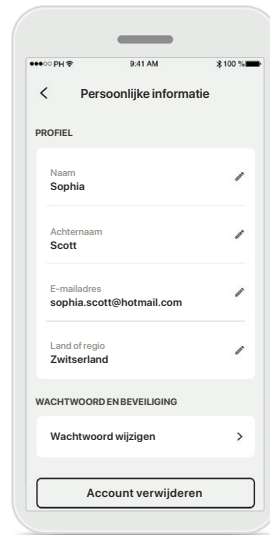 PH 9:41 AM 100 %
Persoonlijke informatie
PROFIEL
Naam
Sophia
Achternaam
Scott
E-mailadres
sophia.scott@hotmail.com
Land of regio
Zwitserland
WACHTWOORD EN BEVEILIGING
Wachtwoord wijzigen
Account verwijderen